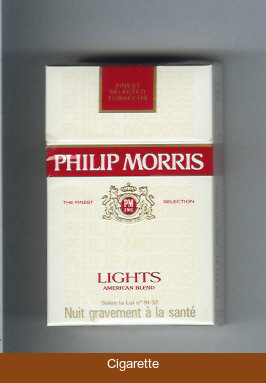 FINEST
SELECTED
TOBACCOS
PHILIP MORRIS
THE FINEST
SELECTION
PM
LIGHTS
AMERICAN BLEND
Selon la Loi nº 91-32
Nuit gravement à la santé
Cigarette